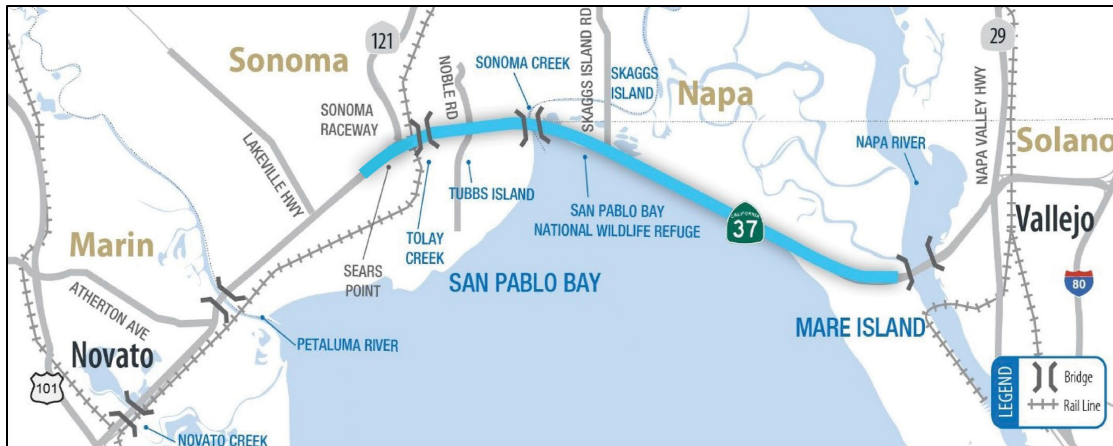 Sonoma
121
SONOMA
RACEWAY
NOBLE RD
SONOMA CREEK
SKAGGS ISLAND RD
SKAGGS
ISLAND
Napa
29
NAPA VALLEY HWY
Solano
NAPA RIVER
LAKEVILLE HWY
TUBBS ISLAND
SAN PABLO BAY
NATIONAL WILDLIFE REFUGE
CALIFORNIA
37
Vallejo
80
Marin
TOLAY
CREEK
SEARS
POINT
SAN PABLO BAY
MARE ISLAND
ATHERTON AVE
PETALUMA RIVER
Novato
101
NOVATO CREEK
LEGEND
Bridge
Rail Line